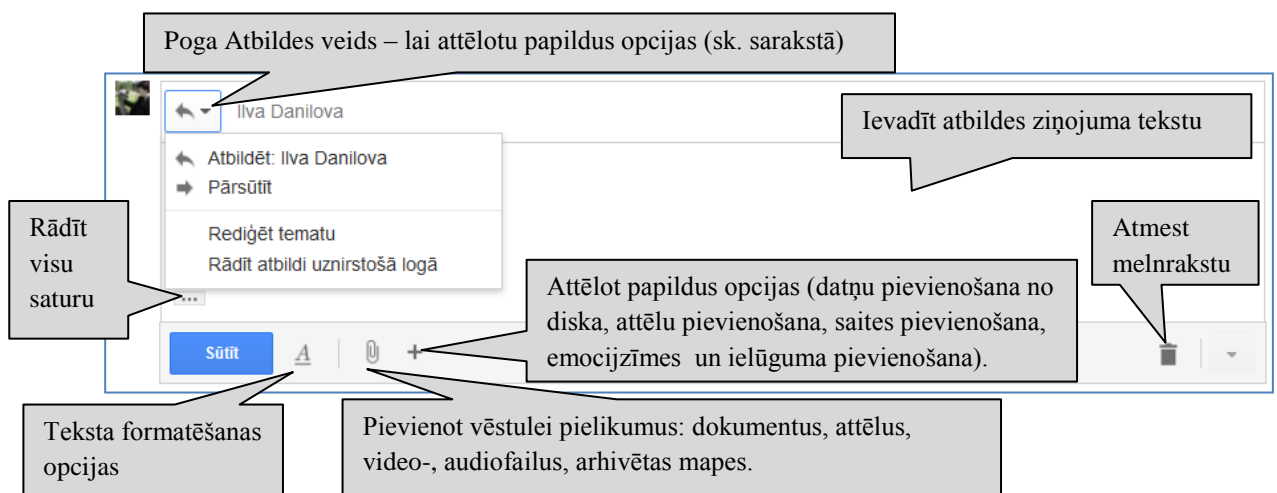 Poga Atbildes veids – lai attēlotu papildus opcijas (sk. sarakstā)
Ilva Danilova
Ievadīt atbildes ziņojuma tekstu
Atbildēt: Ilva Danilova
Pārsūtīt
Rediģēt tematu
Rādīt atbildi uznirstošā logā
Rādīt
visu
saturu
Atmest
melnrakstu
Attēlot papildus opcijas (datņu pievienošana no
diska, attēlu pievienošana, saites pievienošana,
emocijzīmes un ielūguma pievienošana).
Sūtīt
A
Teksta formatēšanas
opcijas
Pievienot vēstulei pielikumus: dokumentus, attēlus,
video-, audiofailus, arhivētas mapes.